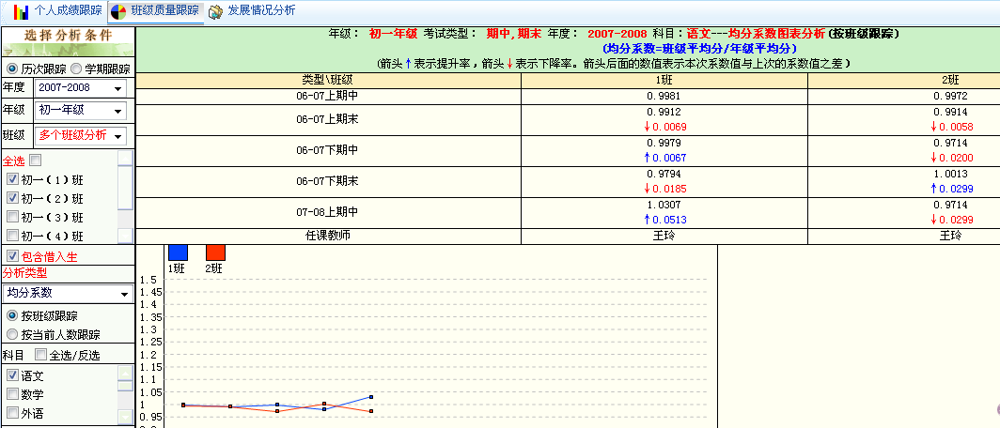 个人成绩跟踪 班级质量跟踪 发展情况分析
选择分析条件
历次跟踪 学期跟踪
年度 2007-2008
年级 初一年级
班级 多个班级分析
全选
初一(1)班
初一(2)班
初一(3)班
初一(4)班
包含借入生
分析类型
均分系数
按班级跟踪
按当前人数跟踪
科目 全选/反选
语文
数学
外语
年级: 初一年级 考试类型: 期中,期末 年度: 2007-2008 科目:语文---均分系数图表分析(按班级跟踪)
(均分系数=班级平均分/年级平均分)
(箭头↑表示提升率,箭头↓表示下降率。箭头后面的数值表示本次系数值与上次的系数值之差)
类型\班级 1班 2班
06-07上期中 0.9981 0.9972
06-07上期末 0.9912 0.9914
↓0.0069 ↓0.0058
06-07下期中 0.9979 0.9714
↑0.0067 ↓0.0200
06-07下期末 0.9794 1.0013
↓0.0185 ↑0.0299
07-08上期中 1.0307 0.9714
↑0.0513 ↓0.0299
任课教师 王玲 王玲
1班 2班
1.5
1.45
1.4
1.35
1.3
1.25
1.2
1.15
1.1
1.05
1
0.95